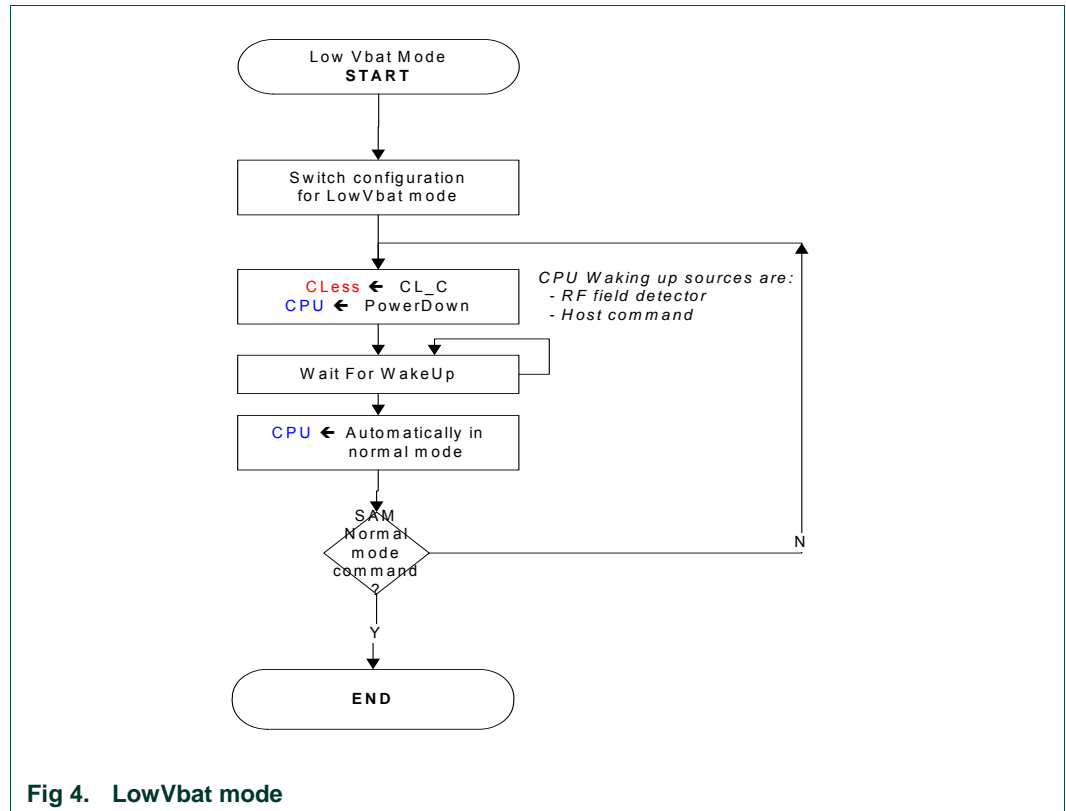 Low Vbat Mode
START
Switch configuration
for LowVbat mode
CLess ← CL_C
CPU ← PowerDown
CPU Waking up sources are:
- RF field detector
- Host command
Wait For WakeUp
CPU ← Automatically in
normal mode
SAM
Normal
mode
command
?
N
Y
END
Fig 4. LowVbat mode